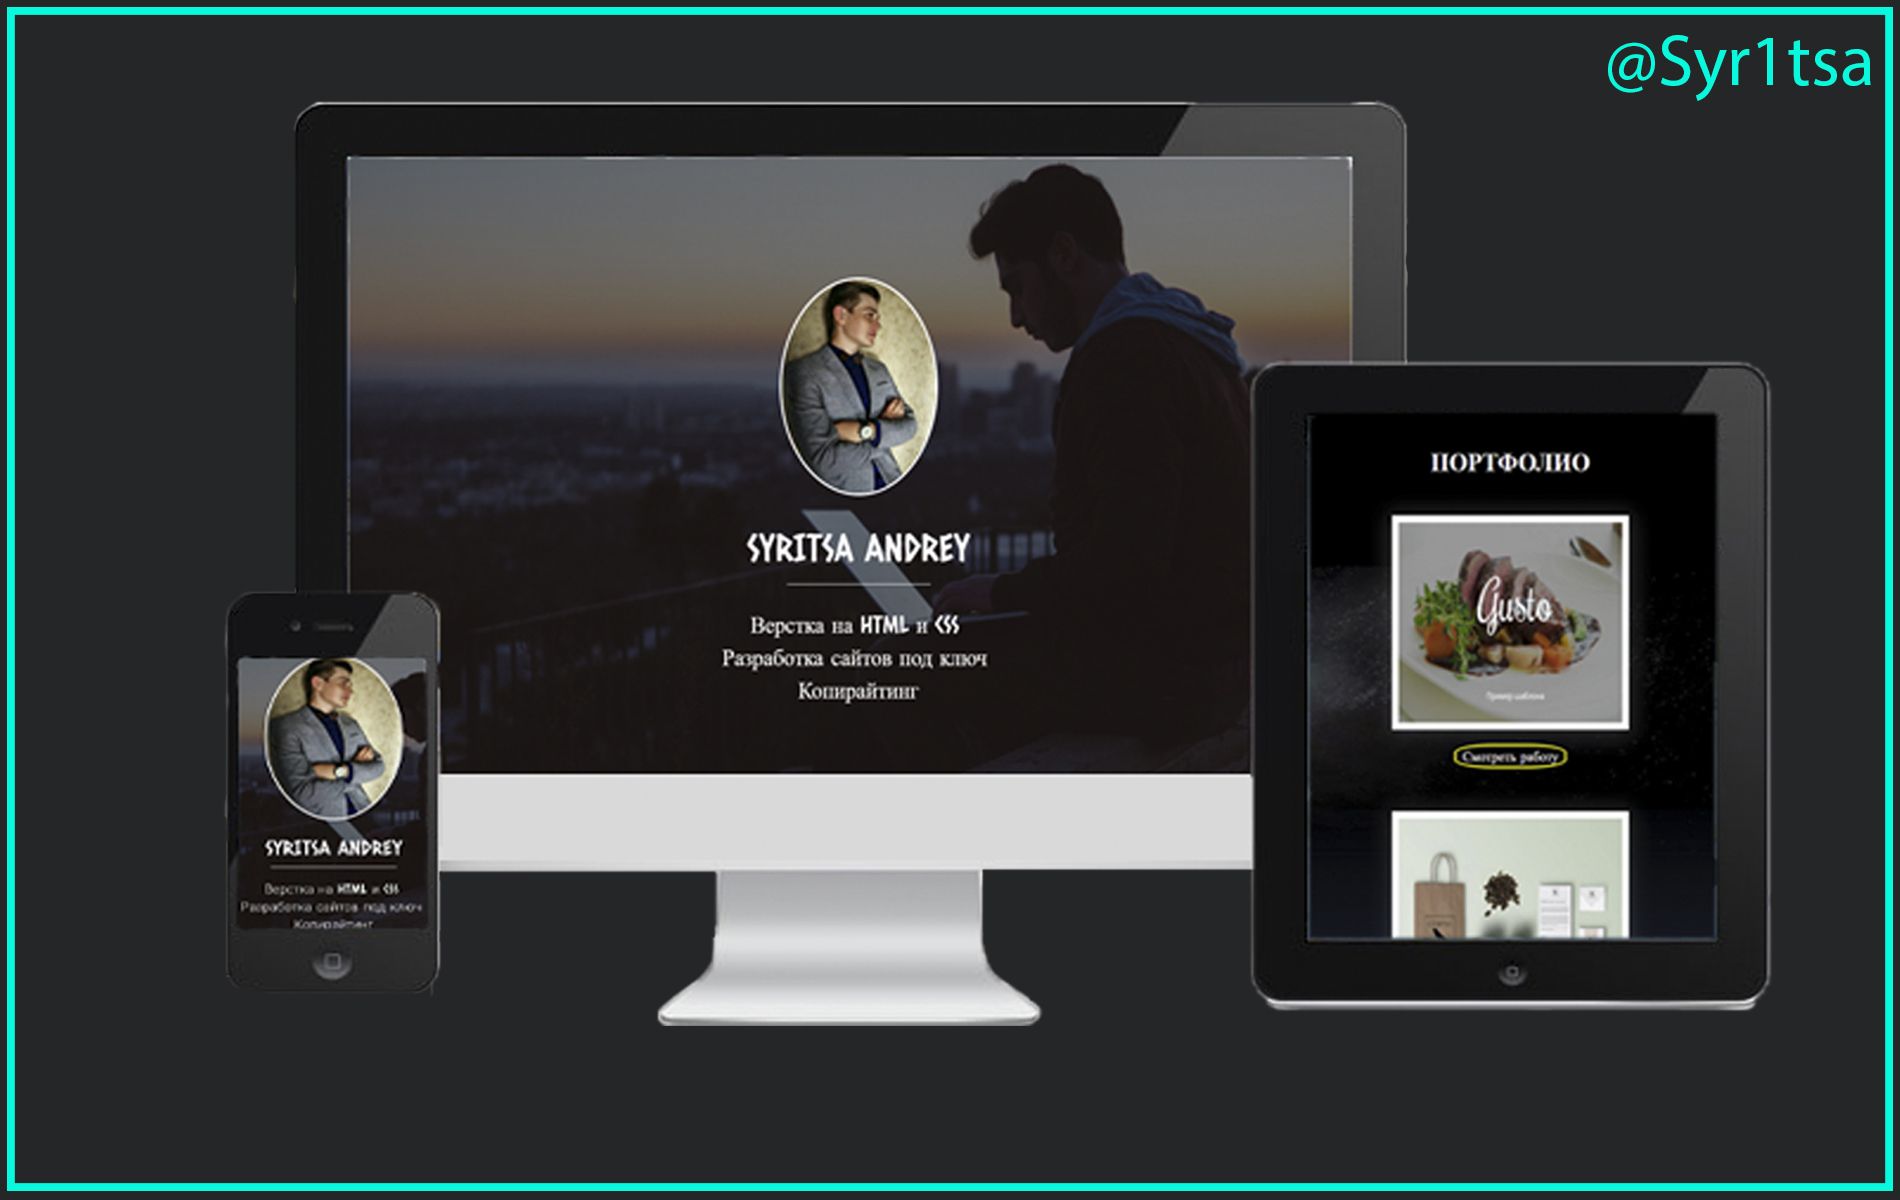 @Syr1tsa
SYRITSA ANDREY
Верстка на HTML и CSS
Разработка сайтов под ключ
Копирайтинг
SYRITSA ANDREY
Верстка на HTML и CSS
Разработка сайтов под ключ
Копирайтинг
ПОРТФОЛИО
Gusto
Пример шаблона
Смотреть работу